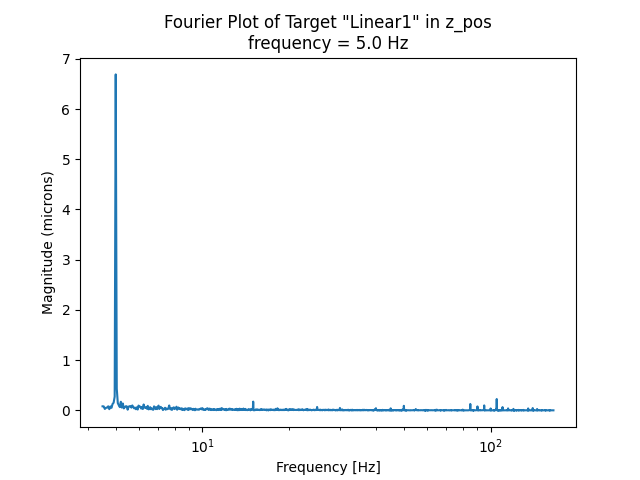 Fourier Plot of Target "Linear1" in z_pos
frequency = 5.0 Hz
7
6
5
4
3
2
1
0
Magnitude (microns)
10¹
10²
Frequency [Hz]